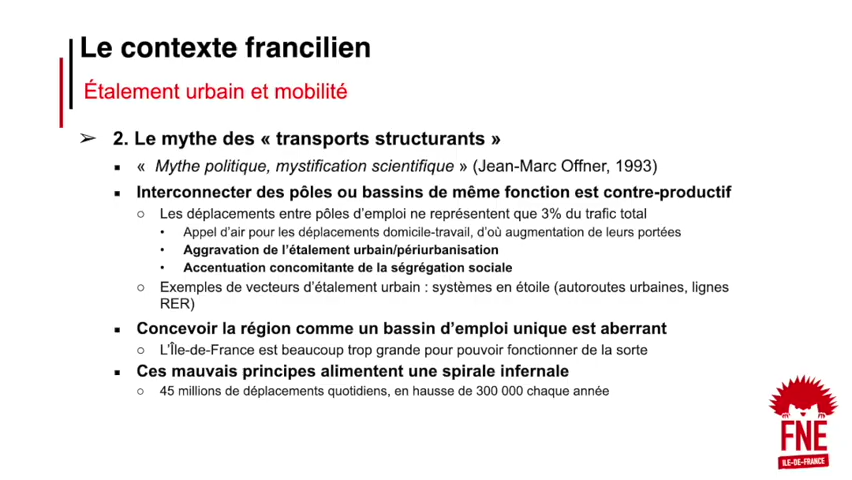 Le contexte francilien
Étalement urbain et mobilité
➢ 2. Le mythe des « transports structurants »
▪ « Mythe politique, mystification scientifique » (Jean-Marc Offner, 1993)
▪ Interconnecter des pôles ou bassins de même fonction est contre-productif
○ Les déplacements entre pôles d’emploi ne représentent que 3% du trafic total
• Appel d’air pour les déplacements domicile-travail, d’où augmentation de leurs portées
• Aggravation de l’étalement urbain/périurbanisation
• Accentuation concomitante de la ségrégation sociale
○ Exemples de vecteurs d’étalement urbain : systèmes en étoile (autoroutes urbaines, lignes
RER)
▪ Concevoir la région comme un bassin d’emploi unique est aberrant
○ L’Île-de-France est beaucoup trop grande pour pouvoir fonctionner de la sorte
▪ Ces mauvais principes alimentent une spirale infernale
○ 45 millions de déplacements quotidiens, en hausse de 300 000 chaque année
FNE
ILE-DE-FRANCE